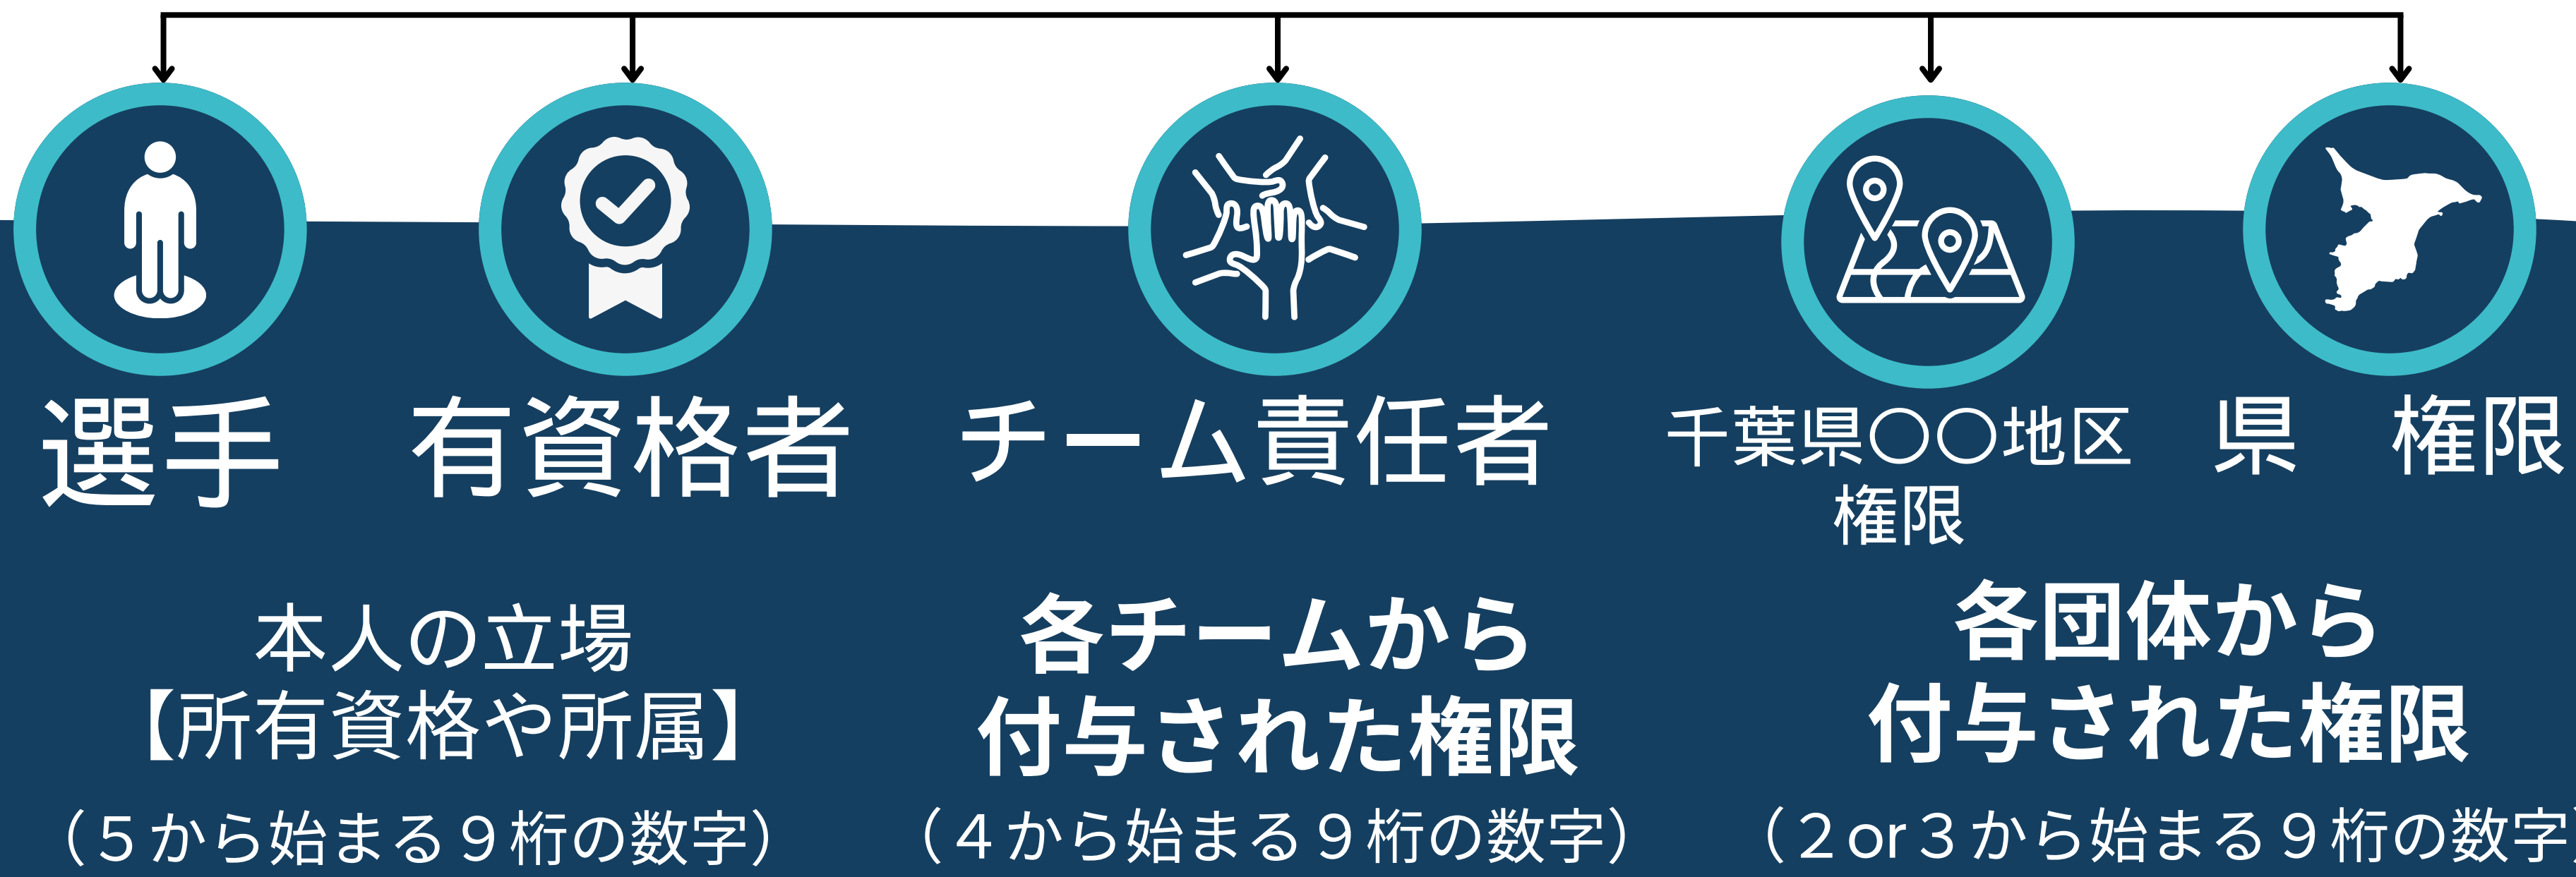 選手
有資格者
チーム責任者
千葉県〇〇地区
権限
県　権限
本人の立場
【所有資格や所属】
（５から始まる９桁の数字）
各チームから
付与された権限
（４から始まる９桁の数字）
各団体から
付与された権限
（２or３から始まる９桁の数字）